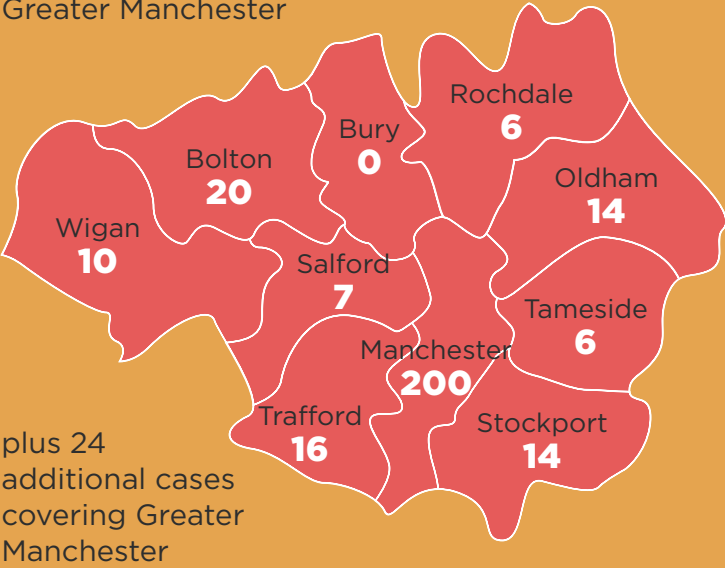 Greater Manchester
Rochdale
6
Bury
0
Bolton
20
Oldham
14
Wigan
10
Salford
7
Tameside
6
Manchester
200
Trafford
16
Stockport
14
plus 24
additional cases
covering Greater
Manchester